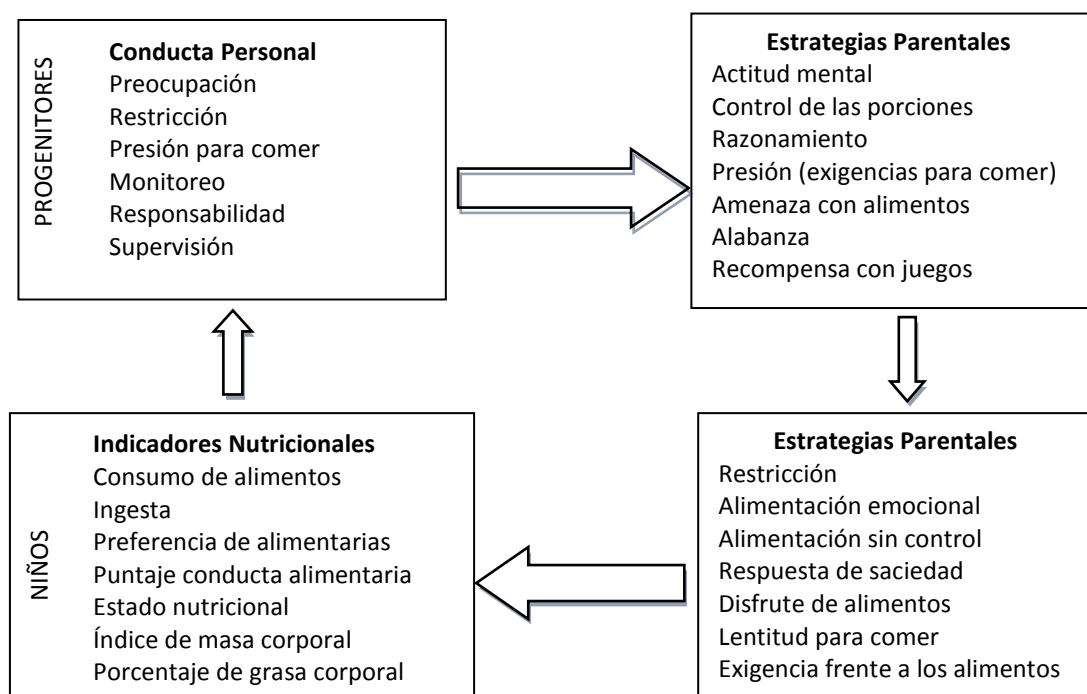 PROGENITORES
Conducta Personal
Preocupación
Restricción
Presión para comer
Monitoreo
Responsabilidad
Supervisión
Estrategias Parentales
Actitud mental
Control de las porciones
Razonamiento
Presión (exigencias para comer)
Amenaza con alimentos
Alabanza
Recompensa con juegos
NIÑOS
Indicadores Nutricionales
Consumo de alimentos
Ingesta
Preferencia de alimentarias
Puntaje conducta alimentaria
Estado nutricional
Índice de masa corporal
Porcentaje de grasa corporal
Estrategias Parentales
Restricción
Alimentación emocional
Alimentación sin control
Respuesta de saciedad
Disfrute de alimentos
Lentitud para comer
Exigencia frente a los alimentos